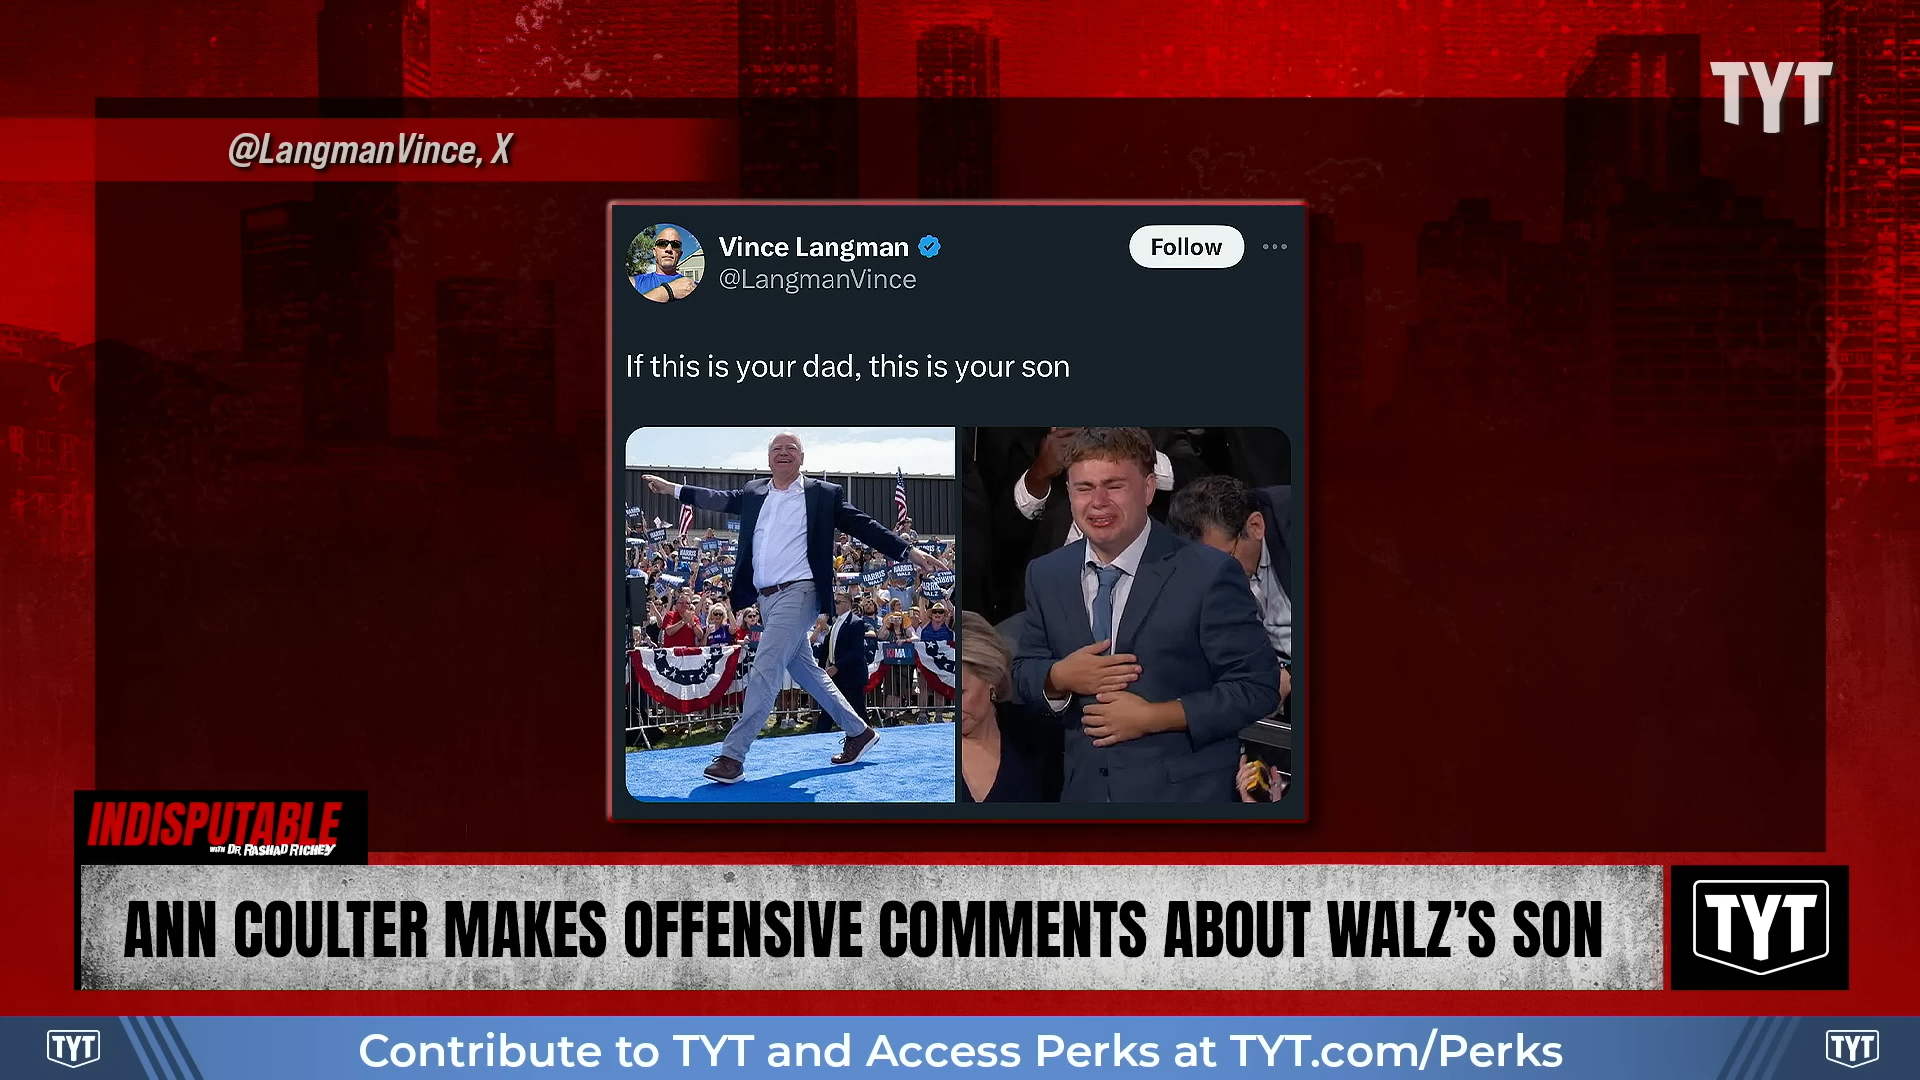 TYT
@LangmanVince, X
Vince Langman
Follow
@LangmanVince
If this is your dad, this is your son
HARRIS
WALZ
INDISPUTABLE
WITH DR RASHAD RICHEY
ANN COULTER MAKES OFFENSIVE COMMENTS ABOUT WALZ'S SON
TYT
TYT
Contribute to TYT and Access Perks at TYT.com/Perks
TYT